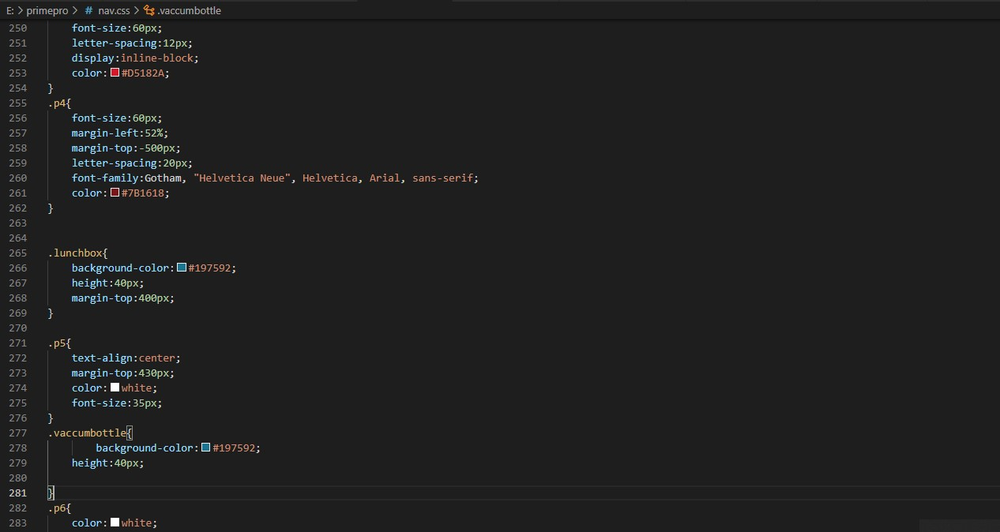 E: > primepro > # nav.css > .vaccumbottle
250 font-size:60px;
251 letter-spacing:12px;
252 display:inline-block;
253 color: #D5182A;
254 }
255 .p4{
256 font-size:60px;
257 margin-left:52%;
258 margin-top:-500px;
259 letter-spacing:20px;
260 font-family:Gotham, "Helvetica Neue", Helvetica, Arial, sans-serif;
261 color: #7B1618;
262 }
263
264
265 .lunchbox{
266 background-color: #197592;
267 height:40px;
268 margin-top:400px;
269 }
270
271 .p5{
272 text-align:center;
273 margin-top:430px;
274 color: white;
275 font-size:35px;
276 }
277 .vaccumbottle{
278 background-color: #197592;
279 height:40px;
280
281 }
282 .p6{
283 color: white;